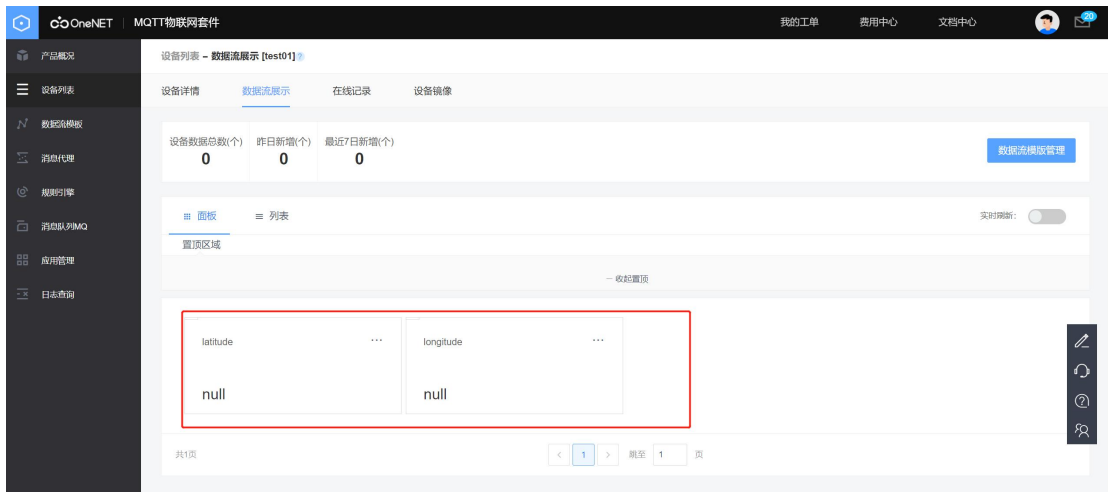 OneNET MQTT物联网套件 我的工单 费用中心 文档中心 20
产品概况
设备列表
数据流模板
消息代理
规则引擎
消息队列MQ
应用管理
日志查询
设备列表 – 数据流展示 [test01] ?
设备详情 数据流展示 在线记录 设备镜像
设备数据总数(个) 昨日新增(个) 最近7日新增(个)
0 0 0
数据流模版管理
面板 列表 实时刷新:
置顶区域
收起置顶
latitude ... longitude ...
null null
共1页 < 1 > 跳至 1 页